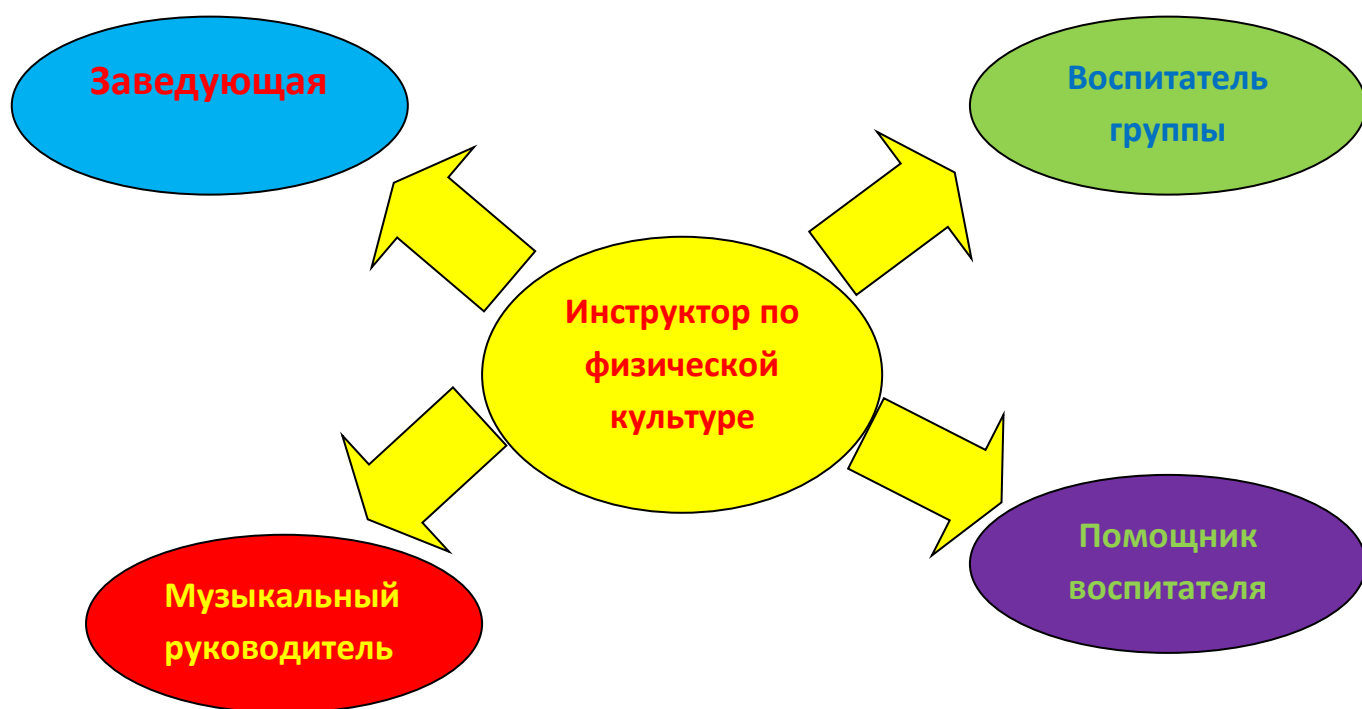 Заведующая
Воспитатель
группы
Инструктор по
физической
культуре
Музыкальный
руководитель
Помощник
воспитателя